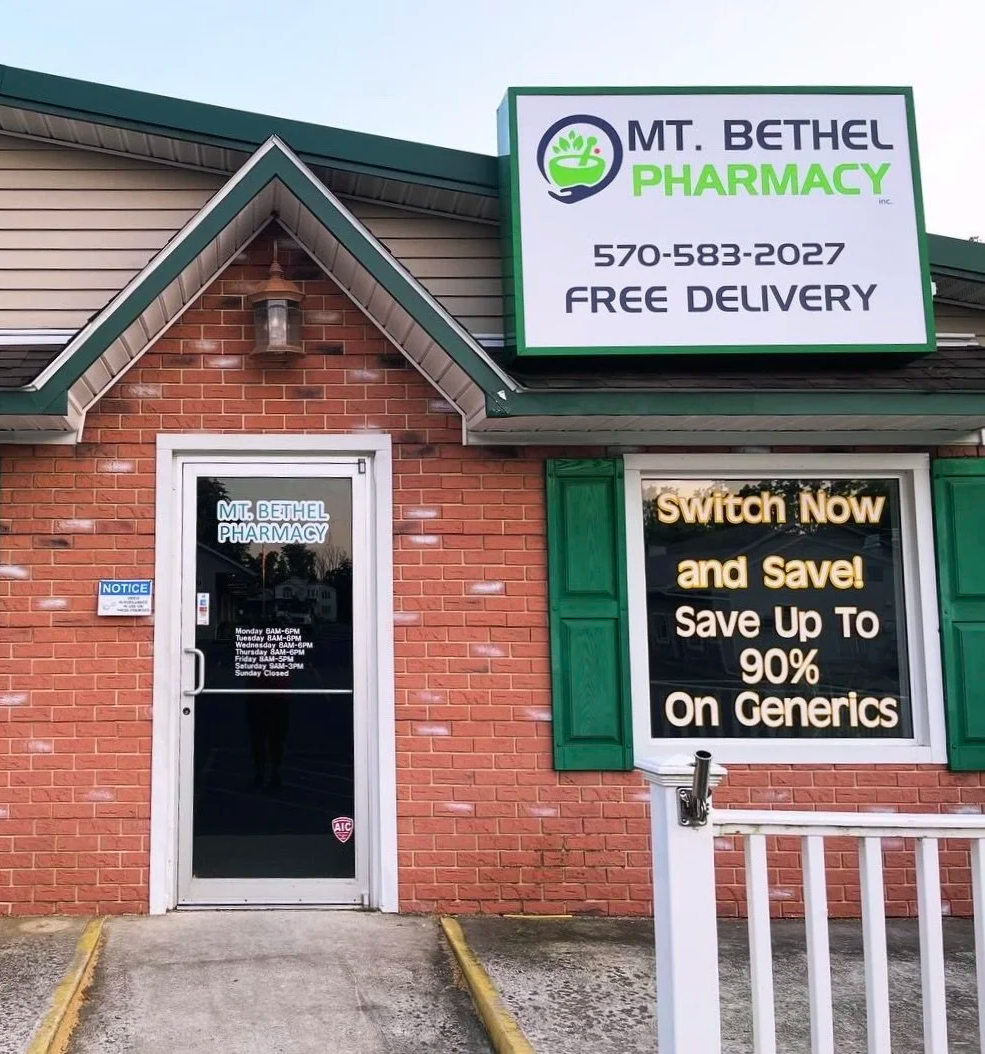 MT. BETHEL
PHARMACY
inc.
570-583-2027
FREE DELIVERY
MT. BETHEL
PHARMACY
NOTICE
Monday 8AM-6PM
Tuesday 8AM-6PM
Wednesday 8AM-6PM
Thursday 8AM-6PM
Friday 8AM-5PM
Saturday 9AM-3PM
Sunday Closed
AIC
Switch Now
and Save!
Save Up To
90%
On Generics